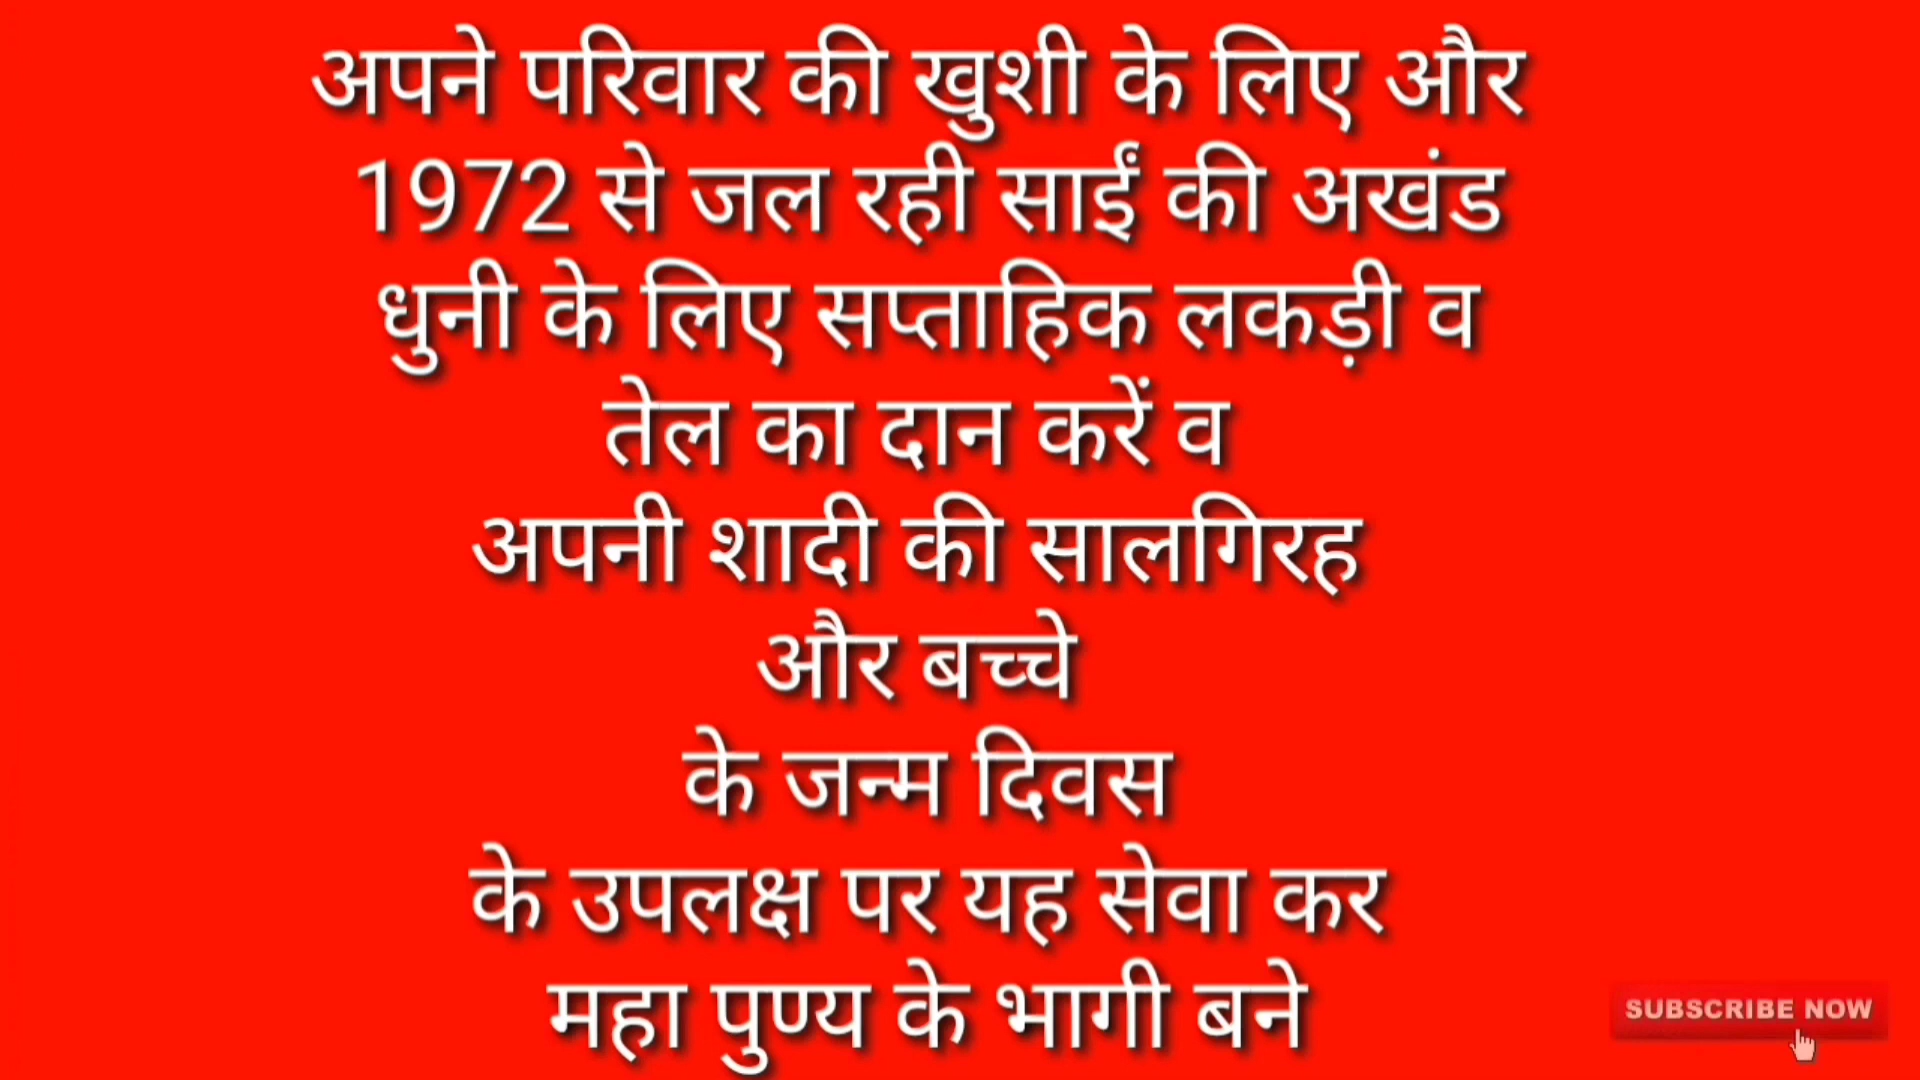 अपने परिवार की खुशी के लिए और
1972 से जल रही साईं की अखंड
धुनी के लिए सप्ताहिक लकड़ी व
तेल का दान करें व
अपनी शादी की सालगिरह
और बच्चे
के जन्म दिवस
के उपलक्ष पर यह सेवा कर
महा पुण्य के भागी बने
SUBSCRIBE NOW